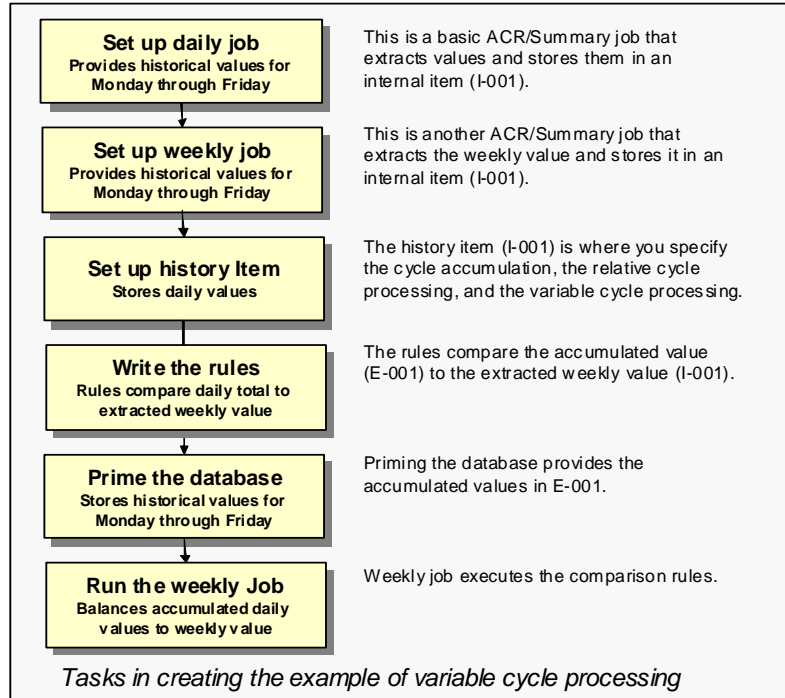 Set up daily job
Provides historical values for
Monday through Friday
This is a basic ACR/Summary job that
extracts values and stores them in an
internal item (I-001).
Set up weekly job
Provides historical values for
Monday through Friday
This is another ACR/Summary job that
extracts the weekly value and stores it in an
internal item (I-001).
Set up history Item
Stores daily values
The history item (I-001) is where you specify
the cycle accumulation, the relative cycle
processing, and the variable cycle processing.
Write the rules
Rules compare daily total to
extracted weekly value
The rules compare the accumulated value
(E-001) to the extracted weekly value (I-001).
Prime the database
Stores historical values for
Monday through Friday
Priming the database provides the
accumulated values in E-001.
Run the weekly Job
Balances accumulated daily
values to weekly value
Weekly job executes the comparison rules.
Tasks in creating the example of variable cycle processing